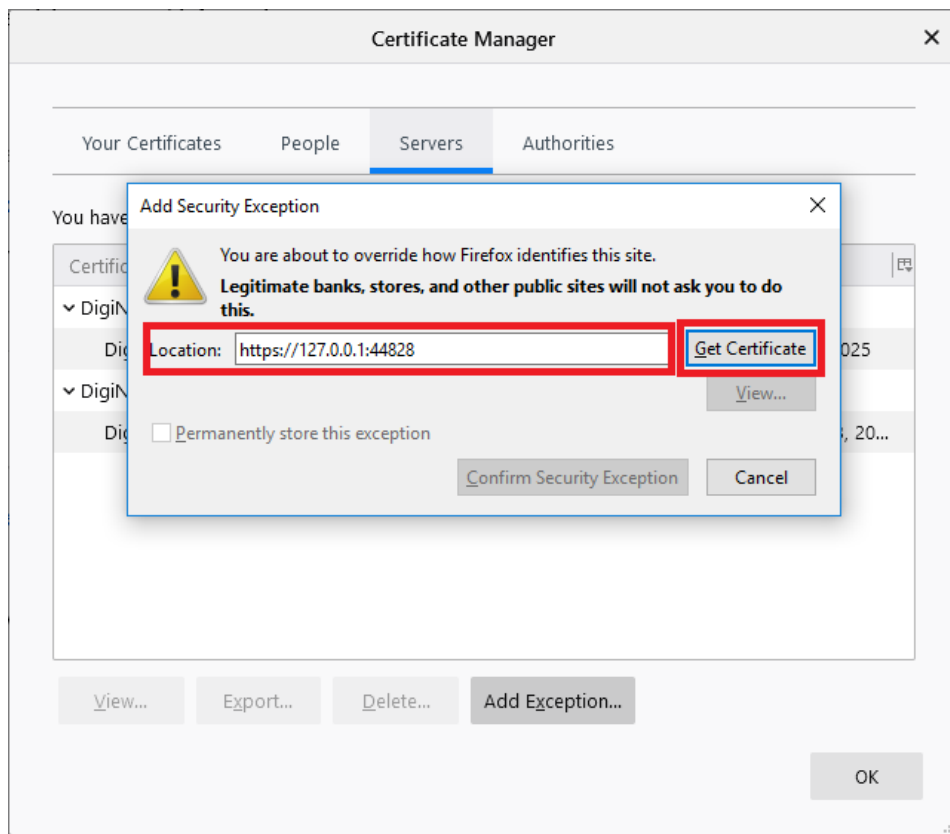 Certificate Manager
Your Certificates People Servers Authorities
Add Security Exception
You have
You are about to override how Firefox identifies this site.
Legitimate banks, stores, and other public sites will not ask you to do
this.
Certific
DigiN
Location: https://127.0.0.1:44828 Get Certificate
Dig 025
View...
DigiN
Permanently store this exception
Dig 3, 20...
Confirm Security Exception Cancel
View... Export... Delete... Add Exception...
OK